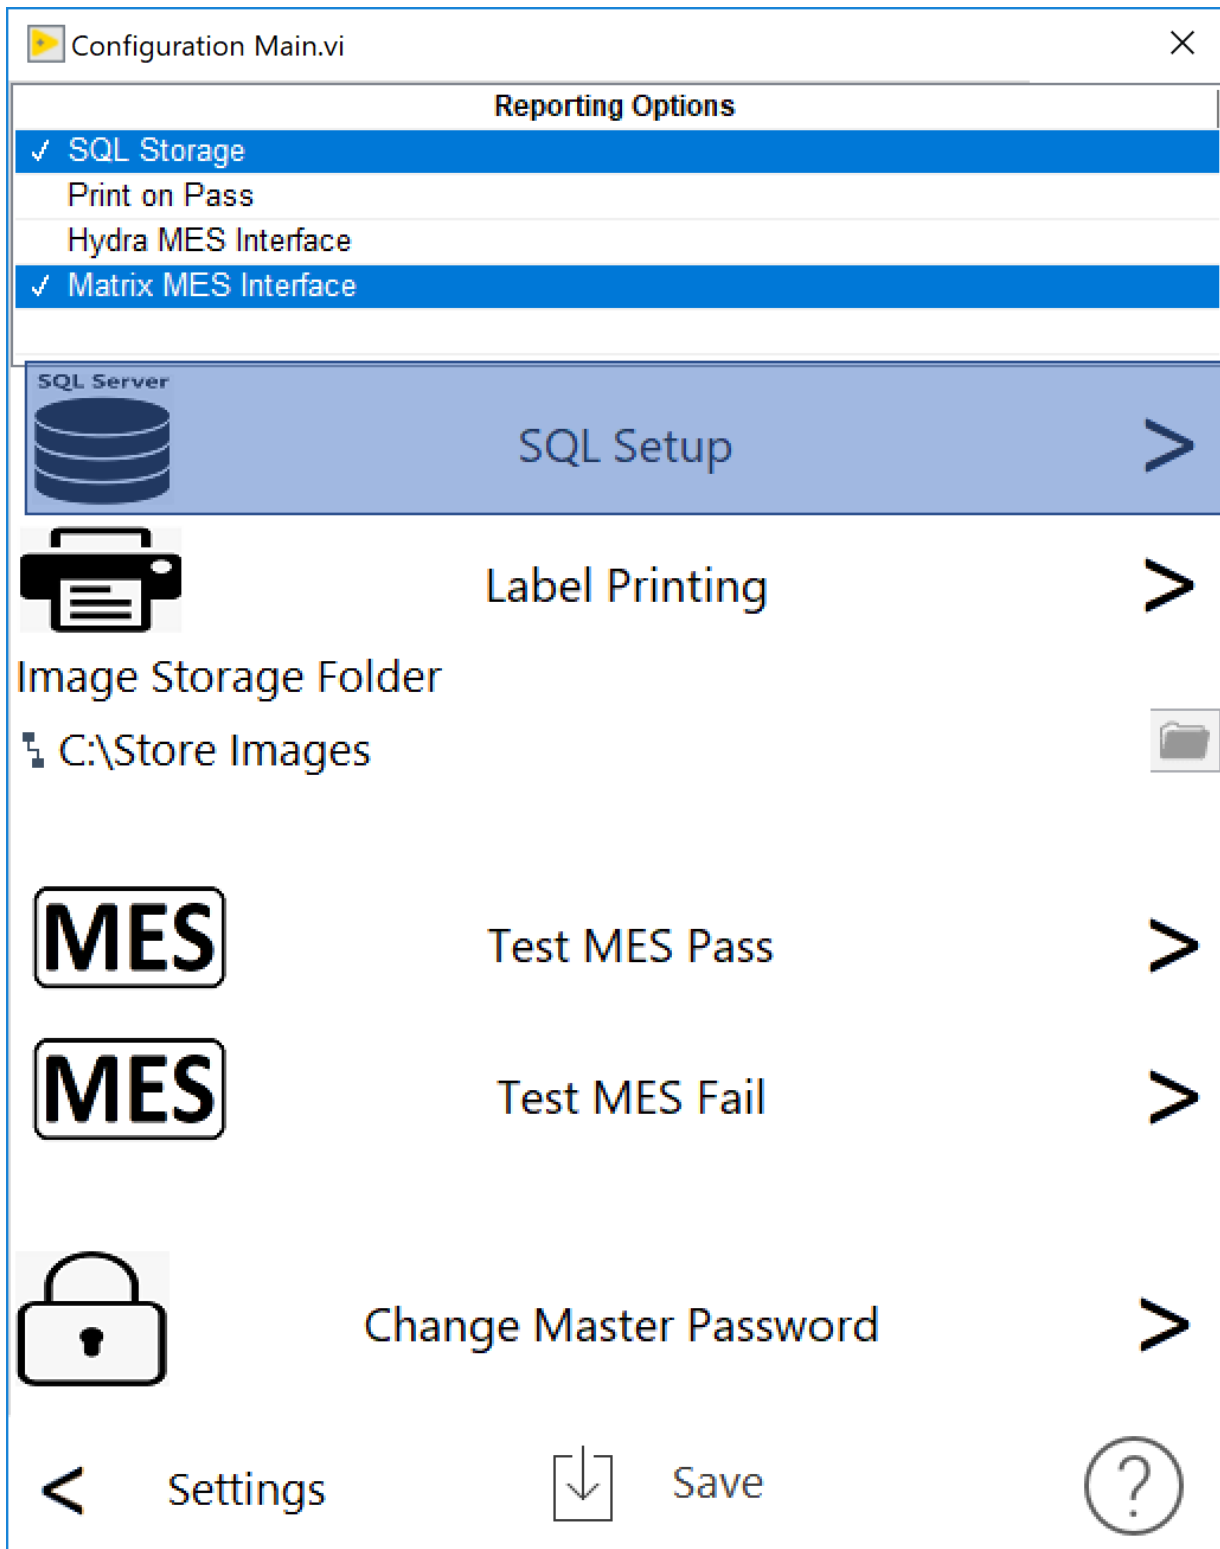 Configuration Main.vi
Reporting Options
✓ SQL Storage
Print on Pass
Hydra MES Interface
✓ Matrix MES Interface
SQL Server
SQL Setup >
Label Printing >
Image Storage Folder
C:\Store Images
MES Test MES Pass >
MES Test MES Fail >
Change Master Password >
< Settings Save ?